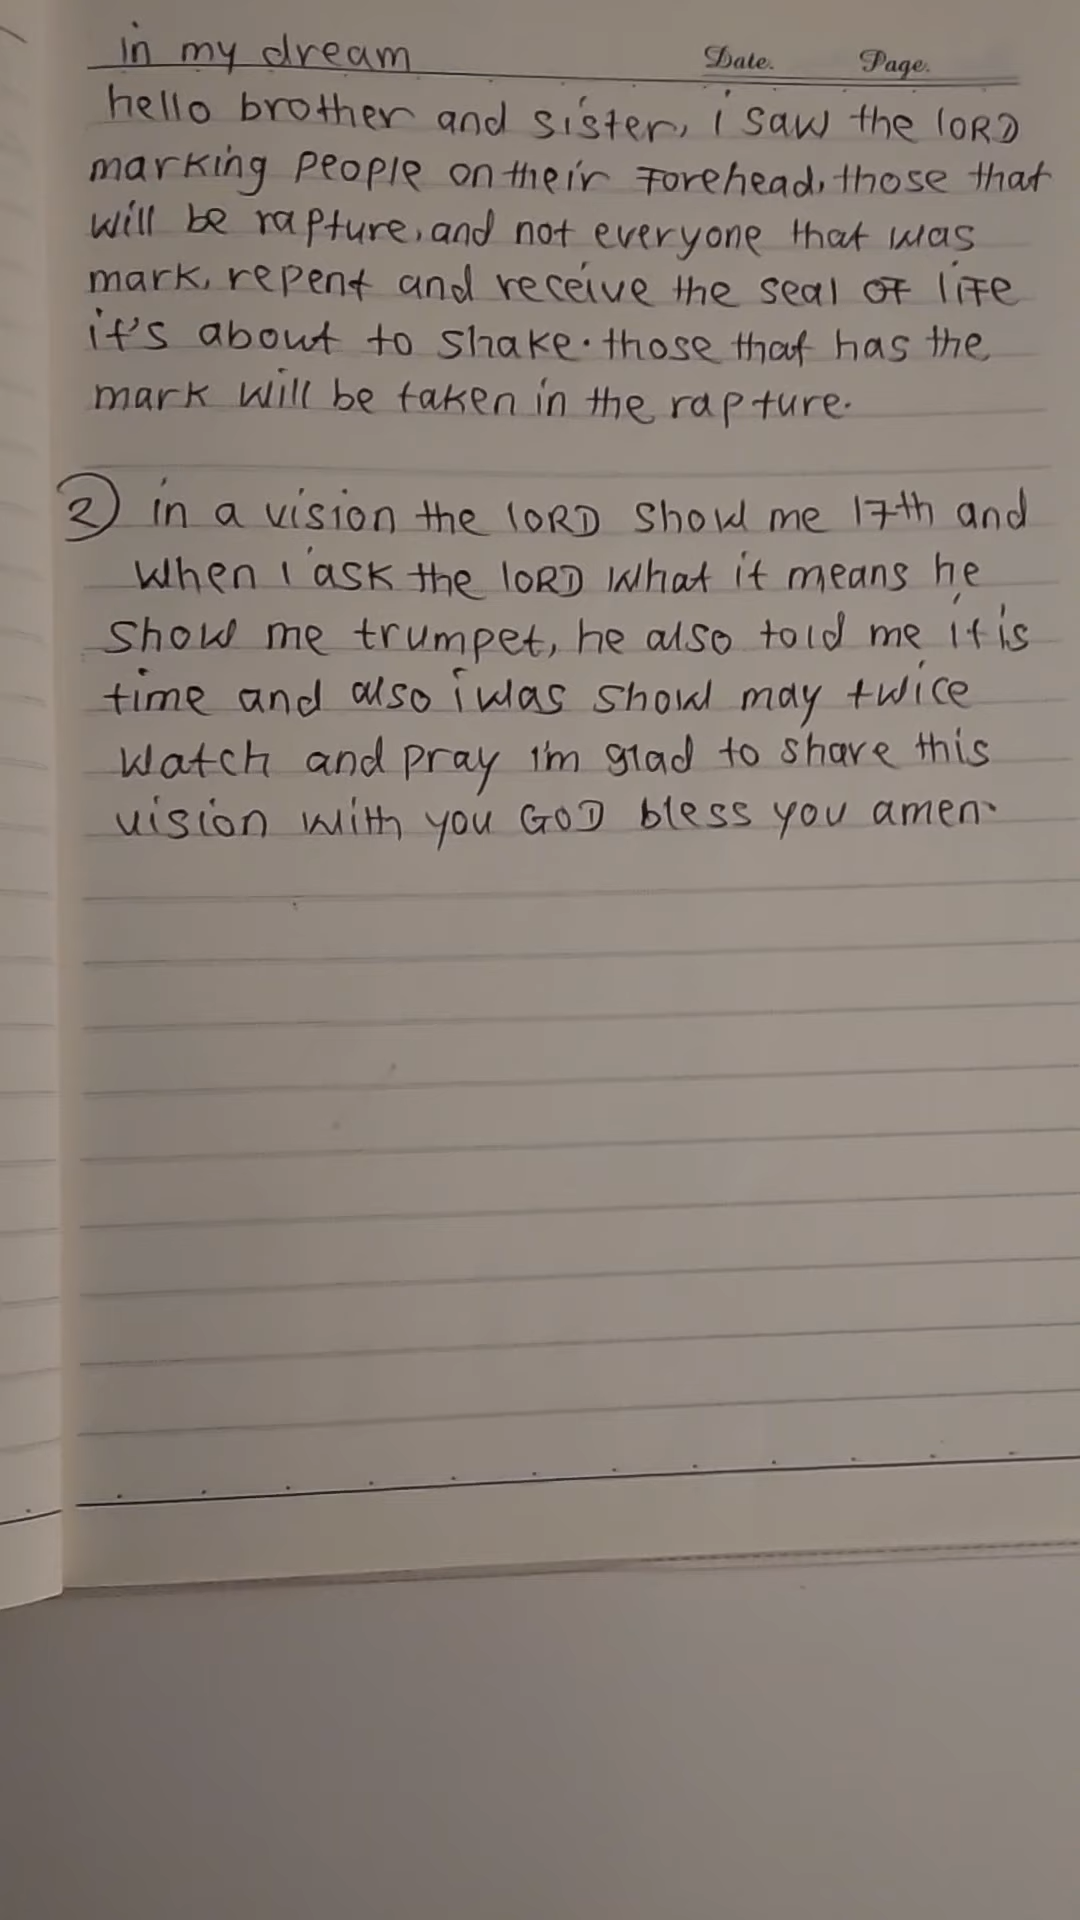 in my dream
Date. Page.
hello brother and sister, i saw the lORD
marking people on their Forehead, those that
will be rapture, and not everyone that was
mark, repent and receive the seal oF liFe
it's about to shake. those that has the
mark will be taken in the rapture.
2 in a vision the lORD show me 17th and
when i ask the lORD what it means he
show me trumpet, he also told me it is
time and also i was show may twice
watch and pray i'm glad to share this
vision with you GOD bless you amen.